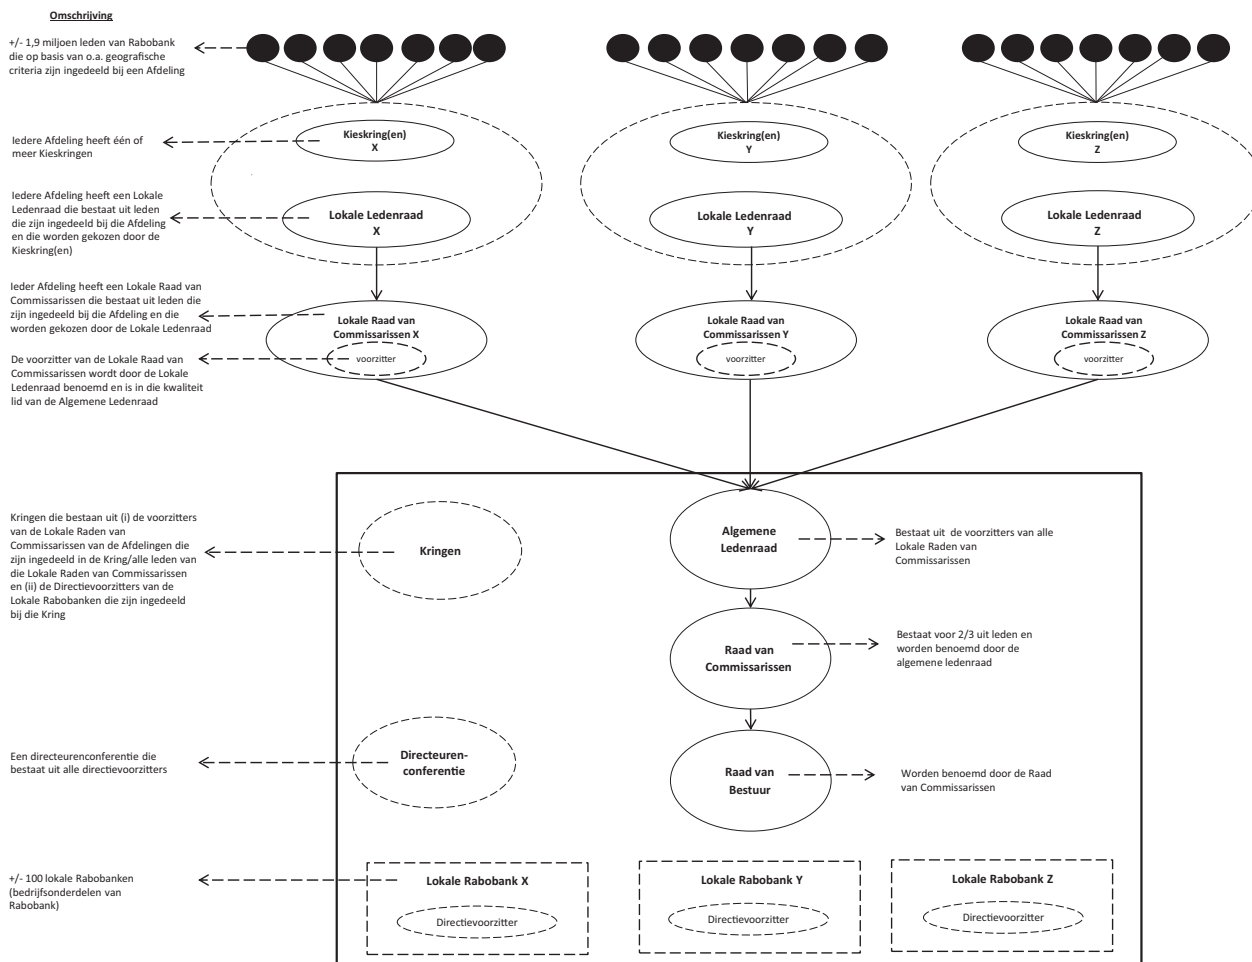 Omschrijving
+/- 1,9 miljoen leden van Rabobank
die op basis van o.a. geografische
criteria zijn ingedeeld bij een Afdeling
Iedere Afdeling heeft één of
meer Kieskringen
Kieskring(en)
X
Kieskring(en)
Y
Kieskring(en)
Z
Iedere Afdeling heeft een Lokale
Ledenraad die bestaat uit leden
die zijn ingedeeld bij die Afdeling
en die worden gekozen door de
Kieskring(en)
Lokale Ledenraad
X
Lokale Ledenraad
Y
Lokale Ledenraad
Z
Ieder Afdeling heeft een Lokale Raad van
Commissarissen die bestaat uit leden die
zijn ingedeeld bij die Afdeling en die
worden gekozen door de Lokale Ledenraad
Lokale Raad van
Commissarissen X
voorzitter
Lokale Raad van
Commissarissen Y
voorzitter
Lokale Raad van
Commissarissen Z
voorzitter
De voorzitter van de Lokale Raad van
Commissarissen wordt door de Lokale
Ledenraad benoemd en is in die kwaliteit
lid van de Algemene Ledenraad
Kringen die bestaan uit (i) de voorzitters
van de Lokale Raden van
Commissarissen van de Afdelingen die
zijn ingedeeld in de Kring/alle leden van
die Lokale Raden van Commissarissen
en (ii) de Directievoorzitters van de
Lokale Rabobanken die zijn ingedeeld
bij die Kring
Kringen
Algemene
Ledenraad
Bestaat uit de voorzitters van alle
Lokale Raden van
Commissarissen
Raad van
Commissarissen
Bestaat voor 2/3 uit leden en
worden benoemd door de
algemene ledenraad
Een directeurenconferentie die
bestaat uit alle directievoorzitters
Directeuren-
conferentie
Raad van
Bestuur
Worden benoemd door de Raad
van Commissarissen
+/- 100 lokale Rabobanken
(bedrijfsonderdelen van
Rabobank)
Lokale Rabobank X
Directievoorzitter
Lokale Rabobank Y
Directievoorzitter
Lokale Rabobank Z
Directievoorzitter